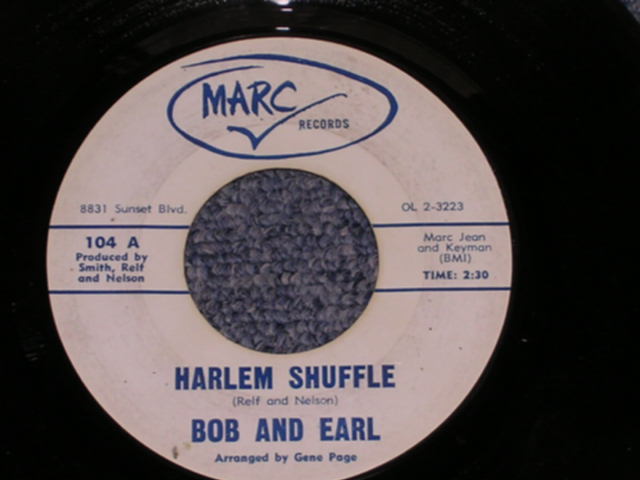 MARC
RECORDS
8831 Sunset Blvd.
OL 2-3223
104 A
Produced by
Smith, Relf
and Nelson
Marc Jean
and Keyman
(BMI)
TIME: 2:30
HARLEM SHUFFLE
(Relf and Nelson)
BOB AND EARL
Arranged by Gene Page